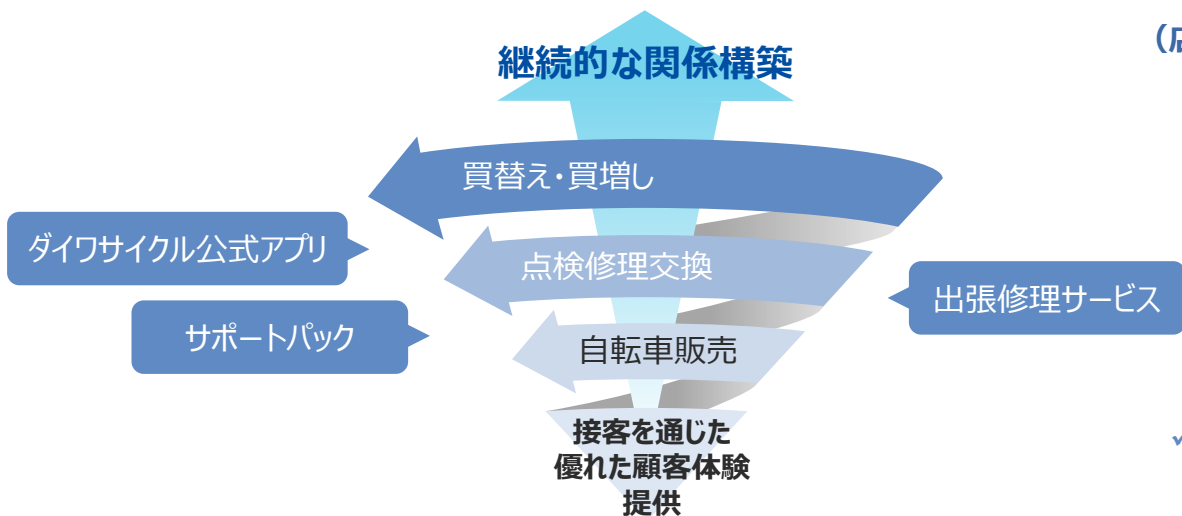 継続的な関係構築
(店
買替え・買増し
ダイワサイクル公式アプリ
点検修理交換
出張修理サービス
サポートパック
自転車販売
接客を通じた
優れた顧客体験
提供